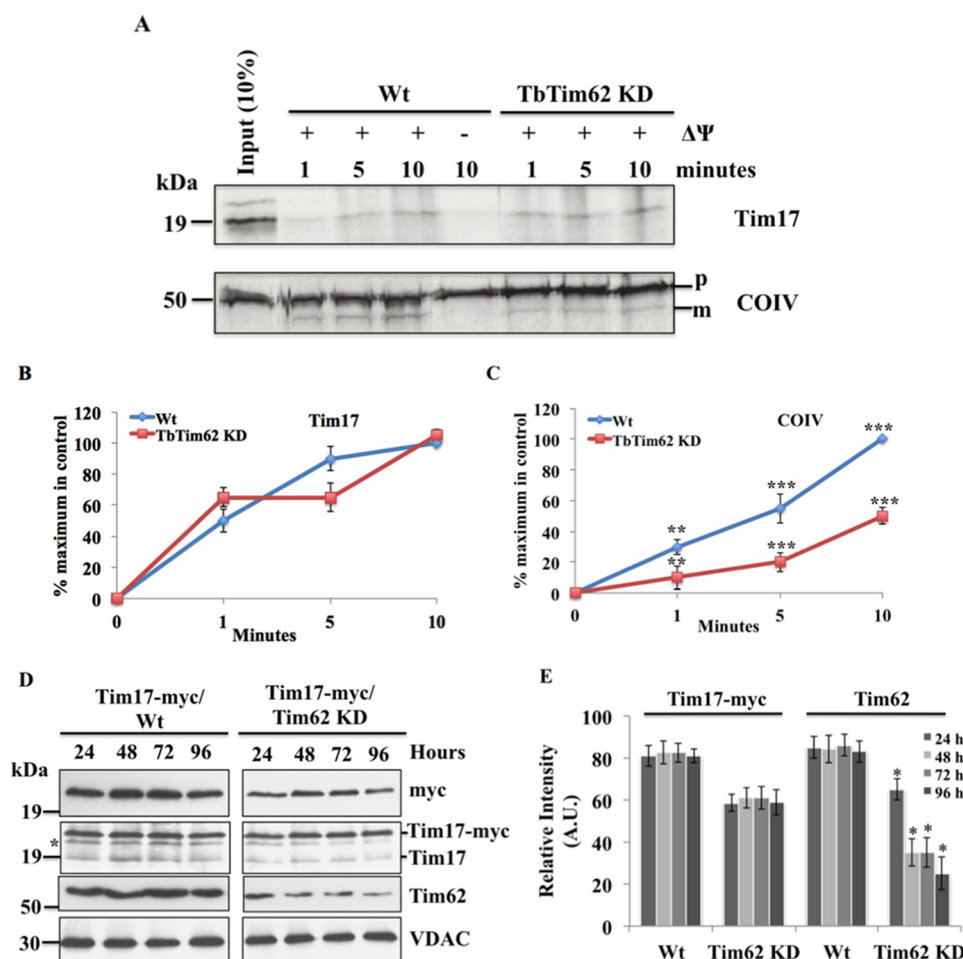 A
Input (10%)
Wt
TbTim62 KD
+ + + - + + + ΔΨ
1 5 10 10 1 5 10 minutes
kDa
19
Tim17
50
p
m
COIV
B
Wt
TbTim62 KD
Tim17
% maximum in control
120
100
80
60
40
20
0
0 1 5 10
Minutes
C
Wt
TbTim62 KD
COIV
% maximum in control
120
100
80
60
40
20
0
** *** ***
** *** ***
0 1 5 10
Minutes
D
Tim17-myc/
Wt
Tim17-myc/
Tim62 KD
24 48 72 96 24 48 72 96 Hours
kDa
19
myc
*
19
Tim17-myc
Tim17
50
Tim62
30
VDAC
E
Tim17-myc
Tim62
Relative Intensity
(A.U.)
100
80
60
40
20
0
24 h
48 h
72 h
96 h
* * * *
Wt Tim62 KD Wt Tim62 KD